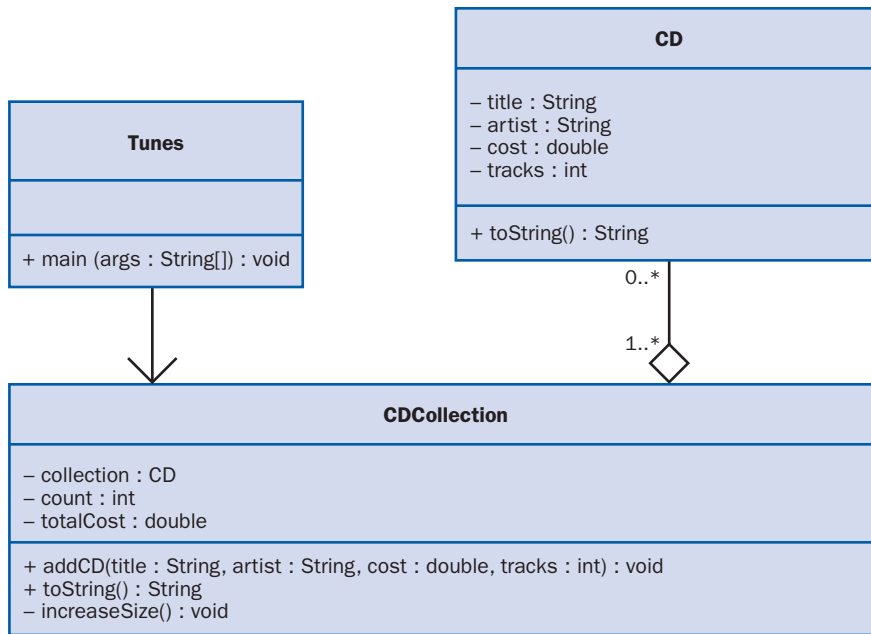 CD
– title : String
– artist : String
– cost : double
– tracks : int
+ toString() : String
Tunes
+ main (args : String[]) : void
0..*
1..*
CDCollection
– collection : CD
– count : int
– totalCost : double
+ addCD(title : String, artist : String, cost : double, tracks : int) : void
+ toString() : String
– increaseSize() : void